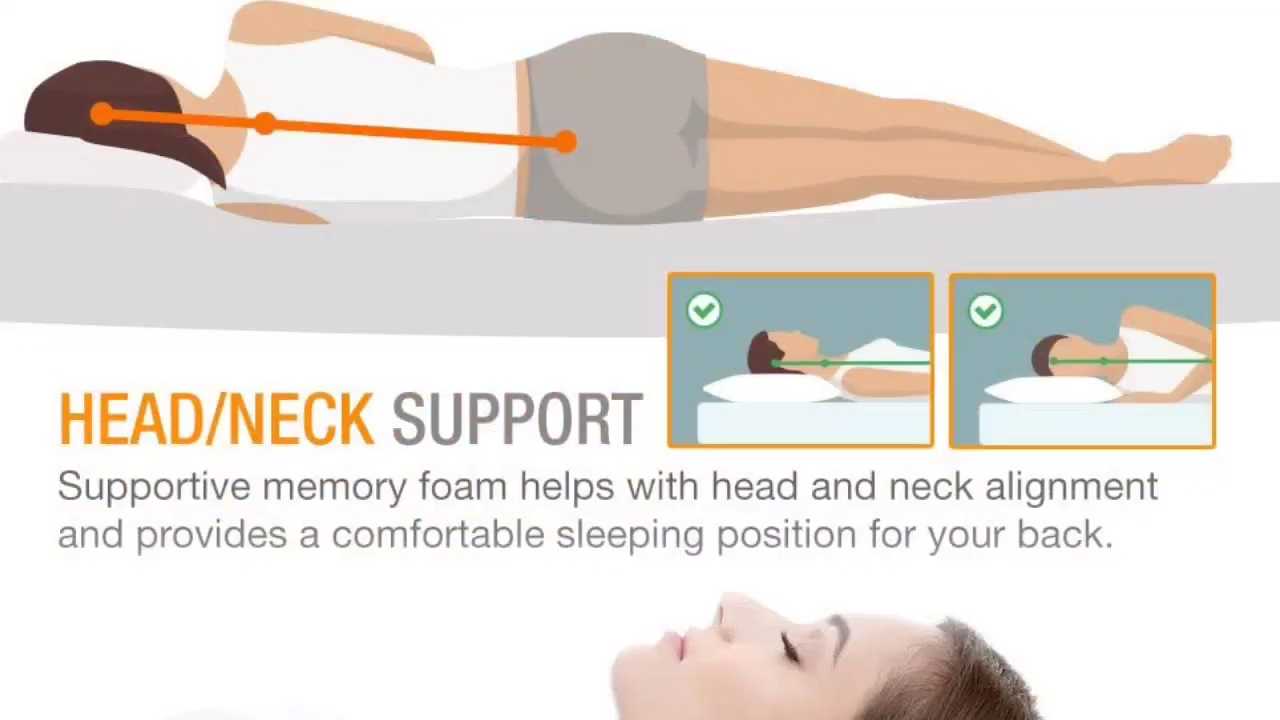 HEAD/NECK SUPPORT
Supportive memory foam helps with head and neck alignment
and provides a comfortable sleeping position for your back.